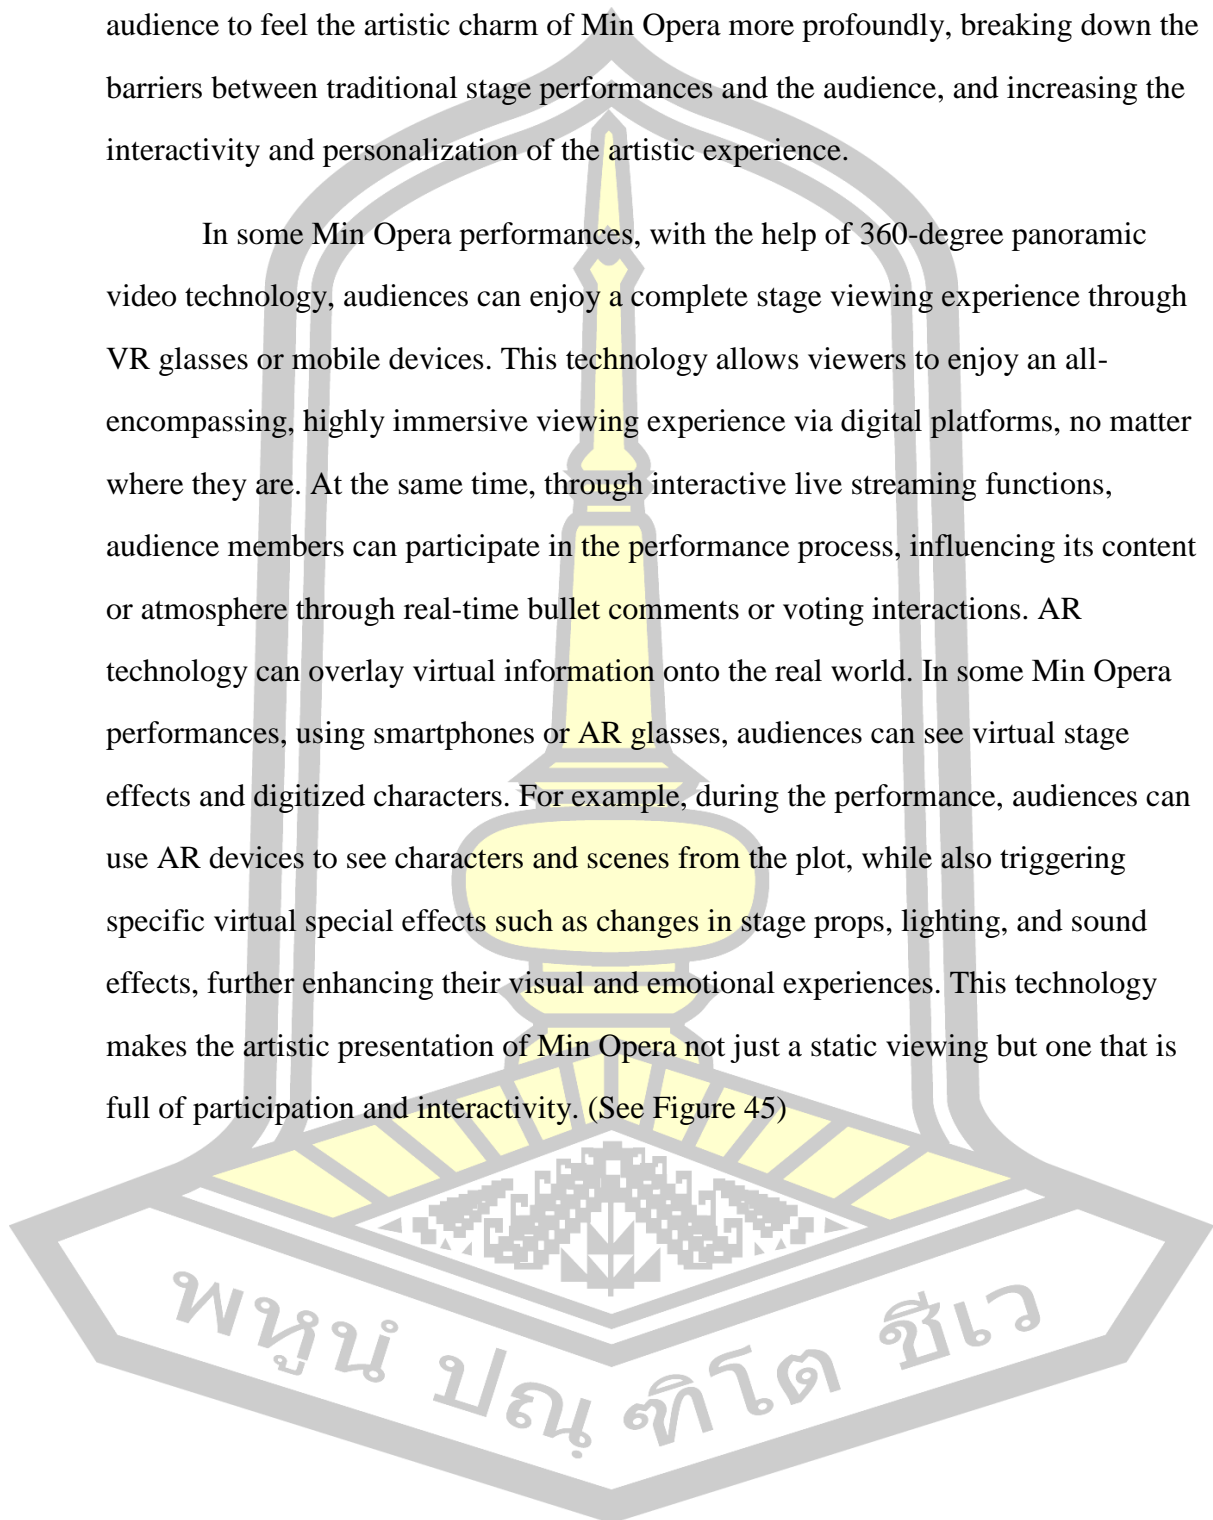 audience to feel the artistic charm of Min Opera more profoundly, breaking down the
barriers between traditional stage performances and the audience, and increasing the
interactivity and personalization of the artistic experience.
In some Min Opera performances, with the help of 360-degree panoramic
video technology, audiences can enjoy a complete stage viewing experience through
VR glasses or mobile devices. This technology allows viewers to enjoy an all-
encompassing, highly immersive viewing experience via digital platforms, no matter
where they are. At the same time, through interactive live streaming functions,
audience members can participate in the performance process, influencing its content
or atmosphere through real-time bullet comments or voting interactions. AR
technology can overlay virtual information onto the real world. In some Min Opera
performances, using smartphones or AR glasses, audiences can see virtual stage
effects and digitized characters. For example, during the performance, audiences can
use AR devices to see characters and scenes from the plot, while also triggering
specific virtual special effects such as changes in stage props, lighting, and sound
effects, further enhancing their visual and emotional experiences. This technology
makes the artistic presentation of Min Opera not just a static viewing but one that is
full of participation and interactivity. (See Figure 45)
พหูนํ ปณฺ ฑิโต ชีเว